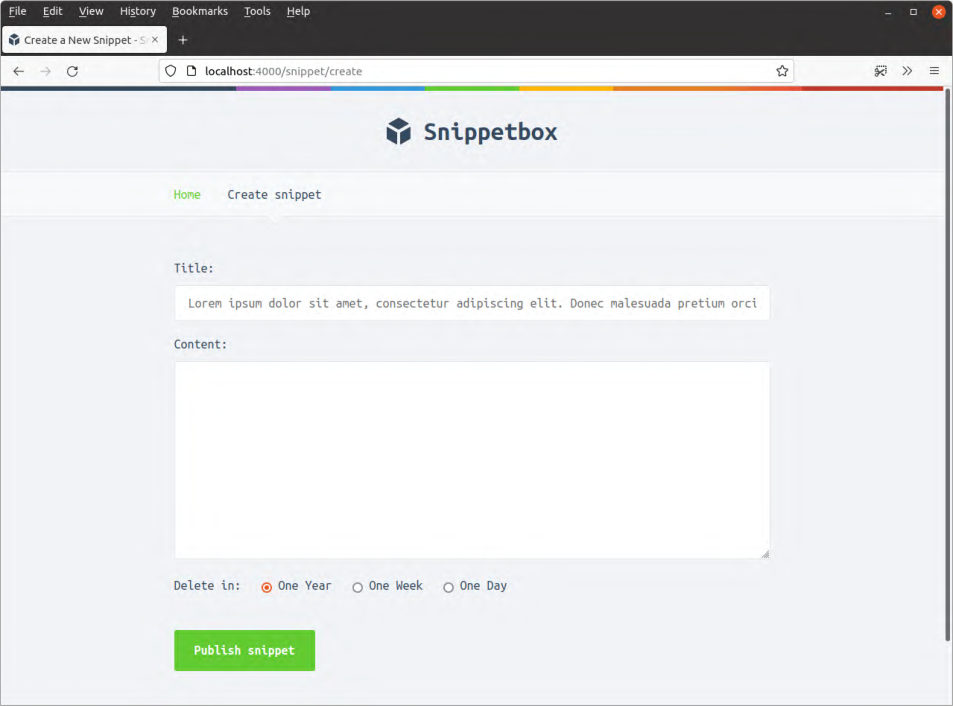 File Edit View History Bookmarks Tools Help
Create a New Snippet - S
localhost:4000/snippet/create
Snippetbox
Home Create snippet
Title:
Lorem ipsum dolor sit amet, consectetur adipiscing elit. Donec malesuada pretium orci
Content:
Delete in: One Year One Week One Day
Publish snippet